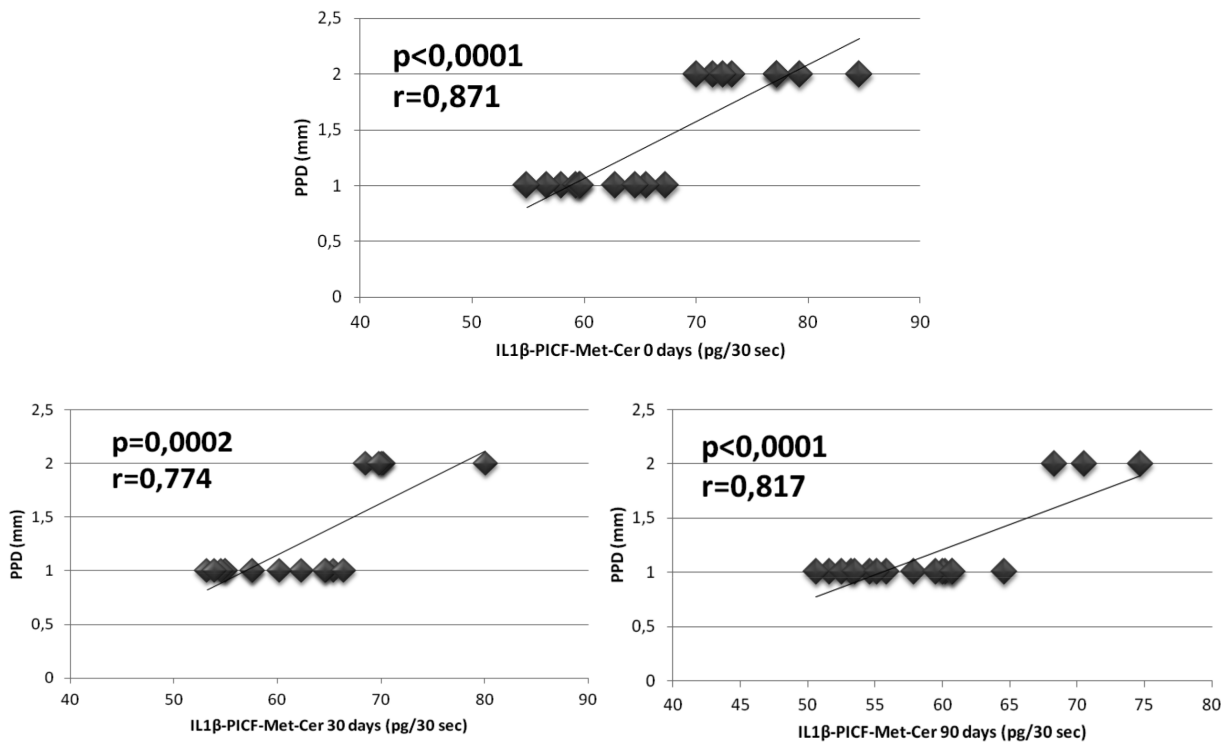 2,5
p<0,0001
r=0,871
2
1,5
1
0,5
0
PPD (mm)
40 50 60 70 80 90
IL1β-PICF-Met-Cer 0 days (pg/30 sec)
2,5
p=0,0002
r=0,774
2
1,5
1
0,5
0
PPD (mm)
40 50 60 70 80 90
IL1β-PICF-Met-Cer 30 days (pg/30 sec)
2,5
p<0,0001
r=0,817
2
1,5
1
0,5
0
PPD (mm)
40 45 50 55 60 65 70 75 80
IL1β-PICF-Met-Cer 90 days (pg/30 sec)